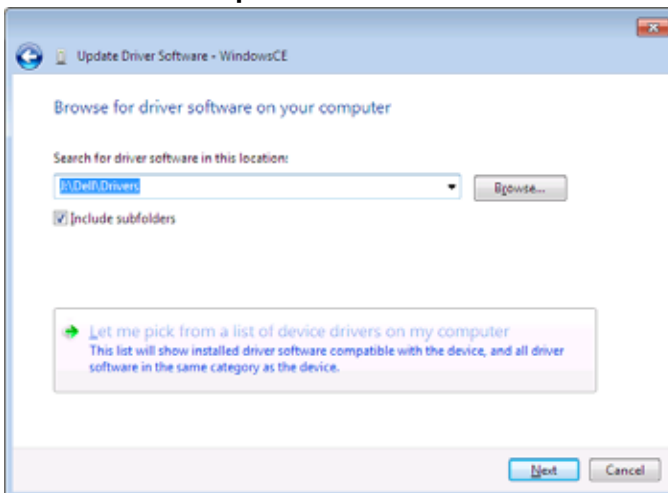 Update Driver Software - WindowsCE
Browse for driver software on your computer
Search for driver software in this location:
J:\Dell\Drivers
Browse...
Include subfolders
Let me pick from a list of device drivers on my computer
This list will show installed driver software compatible with the device, and all driver
software in the same category as the device.
Next
Cancel